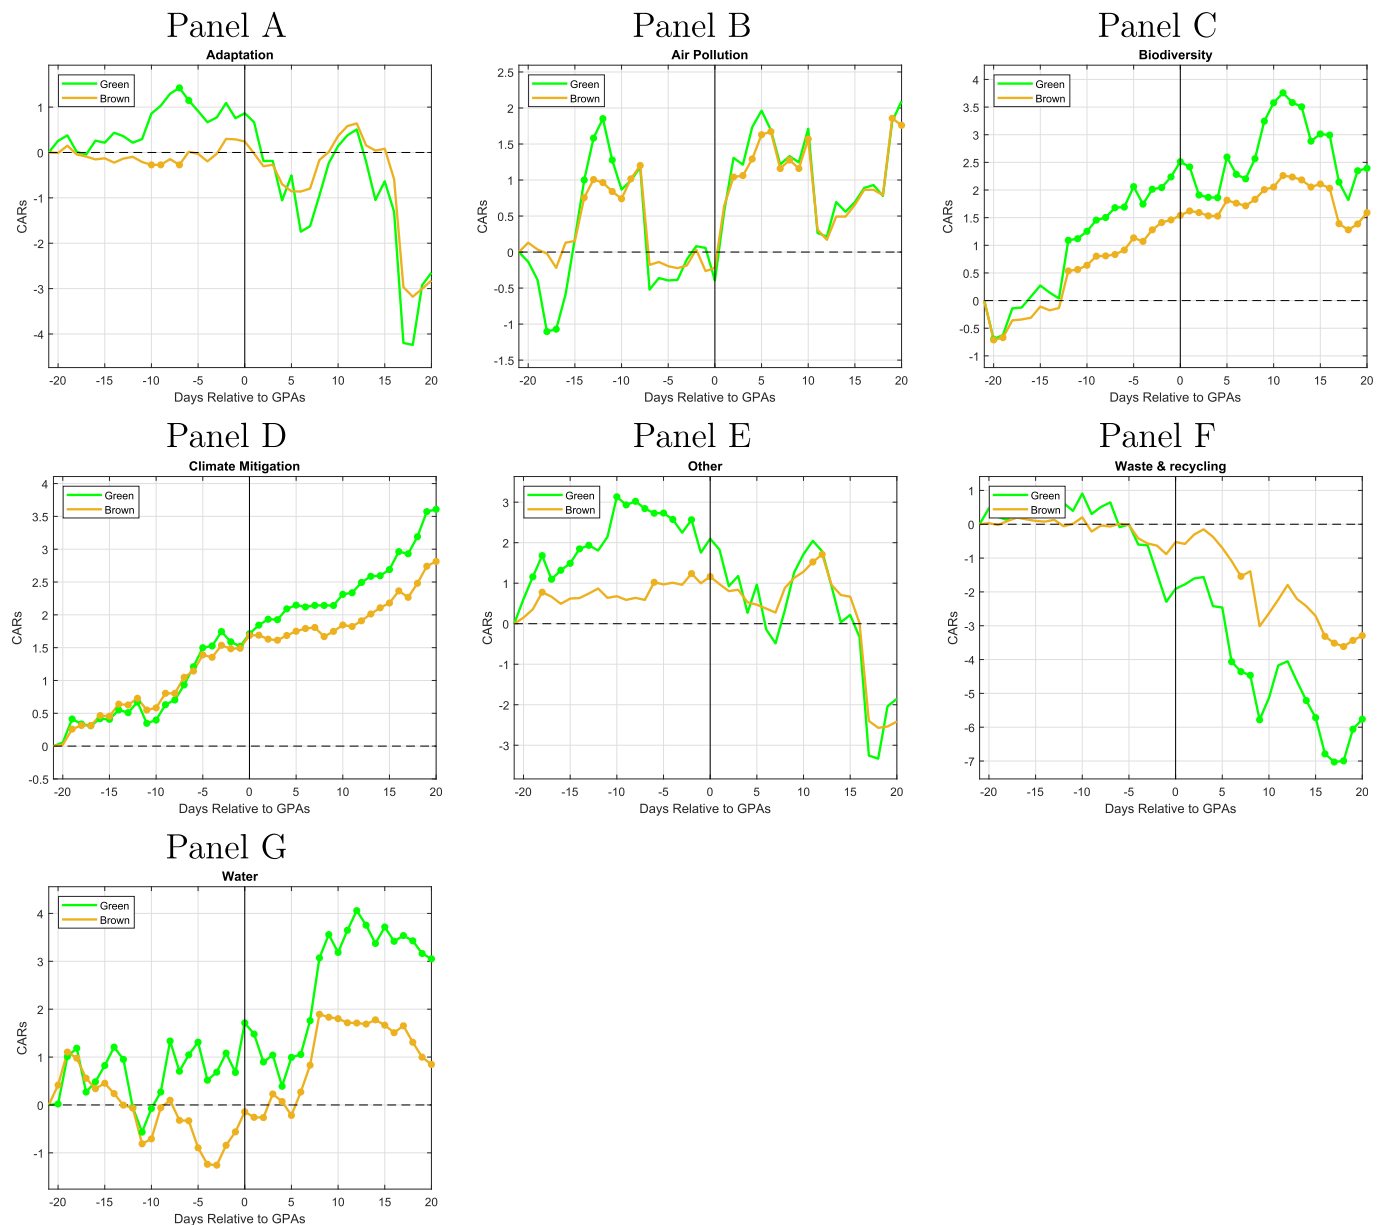 Panel A
Adaptation
Green
Brown
1
0
-1
-2
-3
-4
CARs
-20 -15 -10 -5 0 5 10 15 20
Days Relative to GPAs
Panel B
Air Pollution
Green
Brown
2.5
2
1.5
1
0.5
0
-0.5
-1
-1.5
CARs
-20 -15 -10 -5 0 5 10 15 20
Days Relative to GPAs
Panel C
Biodiversity
Green
Brown
4
3.5
3
2.5
2
1.5
1
0.5
0
-0.5
-1
CARs
-20 -15 -10 -5 0 5 10 15 20
Days Relative to GPAs
Panel D
Climate Mitigation
Green
Brown
4
3.5
3
2.5
2
1.5
1
0.5
0
-0.5
CARs
-20 -15 -10 -5 0 5 10 15 20
Days Relative to GPAs
Panel E
Other
Green
Brown
3
2
1
0
-1
-2
-3
CARs
-20 -15 -10 -5 0 5 10 15 20
Days Relative to GPAs
Panel F
Waste & recycling
Green
Brown
1
0
-1
-2
-3
-4
-5
-6
-7
CARs
-20 -15 -10 -5 0 5 10 15 20
Days Relative to GPAs
Panel G
Water
Green
Brown
4
3
2
1
0
-1
CARs
-20 -15 -10 -5 0 5 10 15 20
Days Relative to GPAs